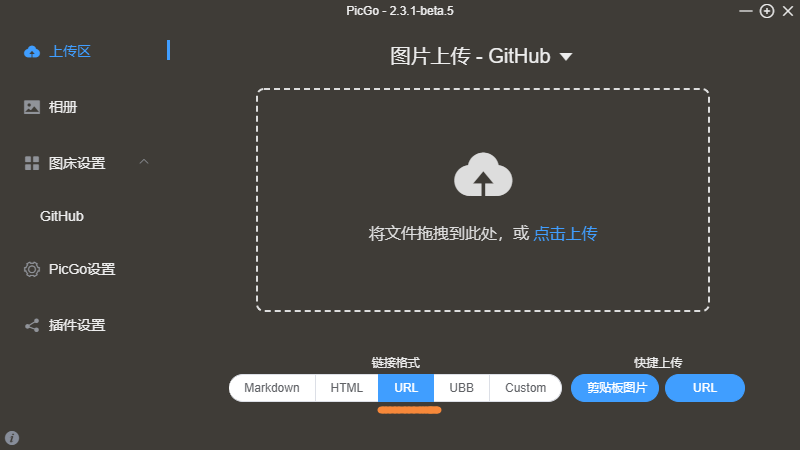 PicGo - 2.3.1-beta.5
上传区
相册
图床设置
GitHub
PicGo设置
插件设置
图片上传 - GitHub
将文件拖拽到此处，或 点击上传
链接格式
Markdown HTML URL UBB Custom
快捷上传
剪贴板图片 URL
i